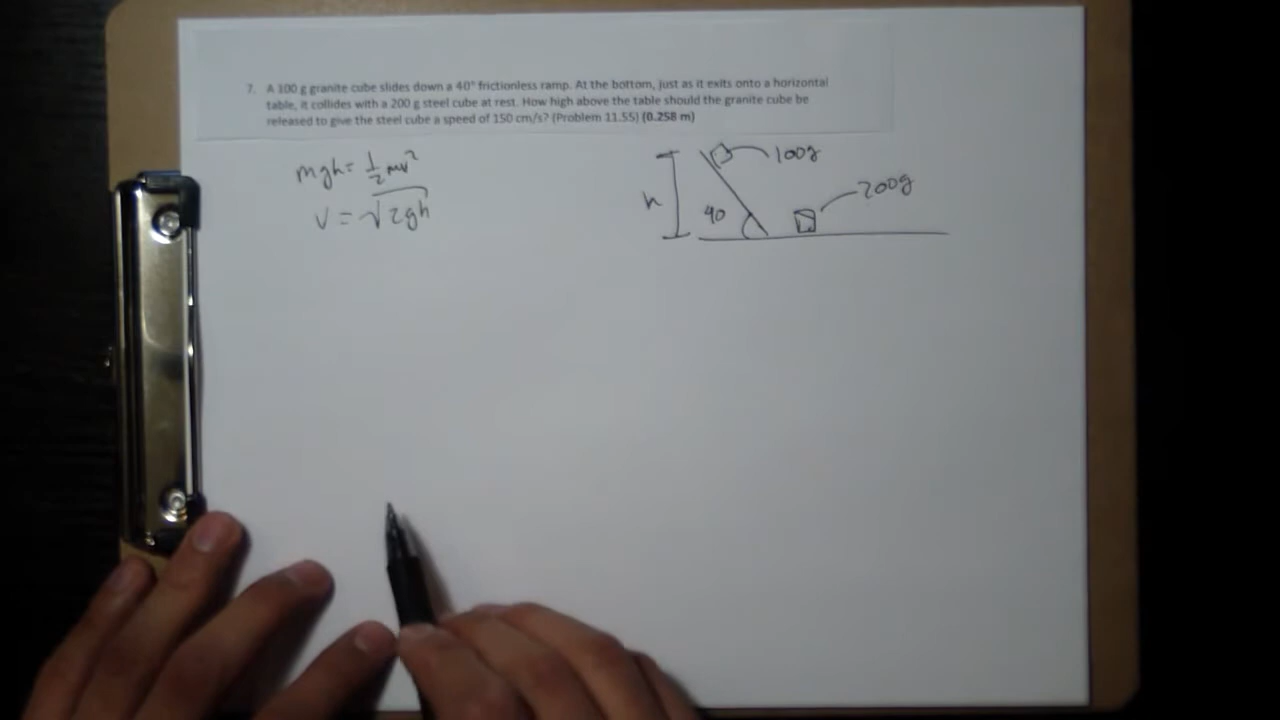 7. A 100 g granite cube slides down a 40° frictionless ramp. At the bottom, just as it exits onto a horizontal
table, it collides with a 200 g steel cube at rest. How high above the table should the granite cube be
released to give the steel cube a speed of 150 cm/s? (Problem 11.55) (0.258 m)
mgh = 1/2 mv²
v = √2gh
100g
200g
h
40